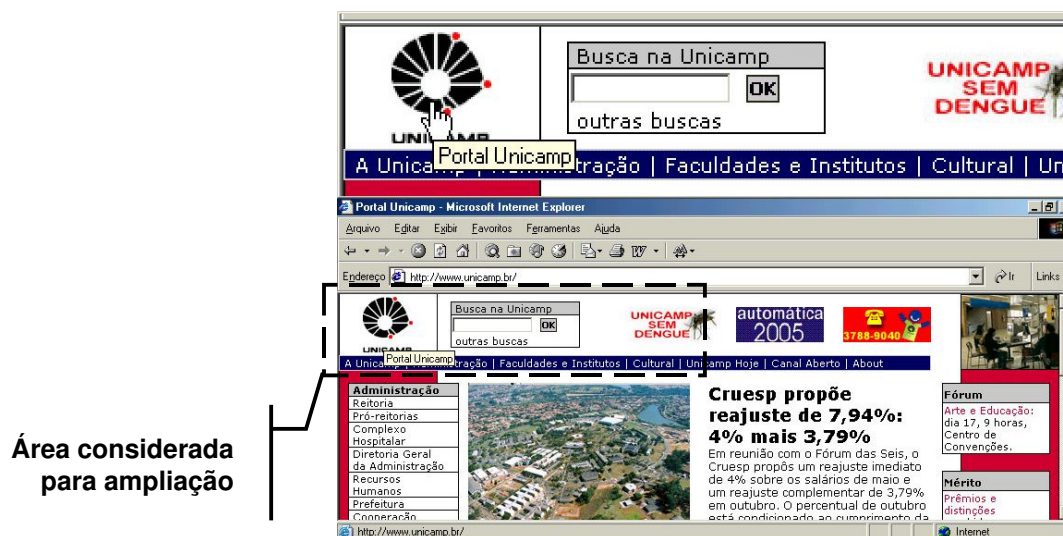 Busca na Unicamp
OK
outras buscas
UNICAMP
SEM
DENGUE
UNICAMP
Portal Unicamp
A Unicamp | Administração | Faculdades e Institutos | Cultural | Un
Portal Unicamp - Microsoft Internet Explorer
Arquivo Editar Exibir Favoritos Ferramentas Ajuda
Endereço http://www.unicamp.br/ Ir Links
Busca na Unicamp
OK
outras buscas
UNICAMP
SEM
DENGUE
automática
2005
3788-9040
UNICAMP
Portal Unicamp
A Unicamp | Administração | Faculdades e Institutos | Cultural | Unicamp Hoje | Canal Aberto | About
Administração
Reitoria
Pró-reitorias
Complexo
Hospitalar
Diretoria Geral
da Administração
Recursos
Humanos
Prefeitura
Cooperação
Cruesp propõe
reajuste de 7,94%:
4% mais 3,79%
Em reunião com o Fórum das Seis, o
Cruesp propôs um reajuste imediato
de 4% sobre os salários de maio e
um reajuste complementar de 3,79%
em outubro. O percentual de outubro
está condicionado ao cumprimento da
Fórum
Arte e Educação:
dia 17, 9 horas,
Centro de
Convenções.
Mérito
Prêmios e
distinções
http://www.unicamp.br/ Internet
Área considerada
para ampliação